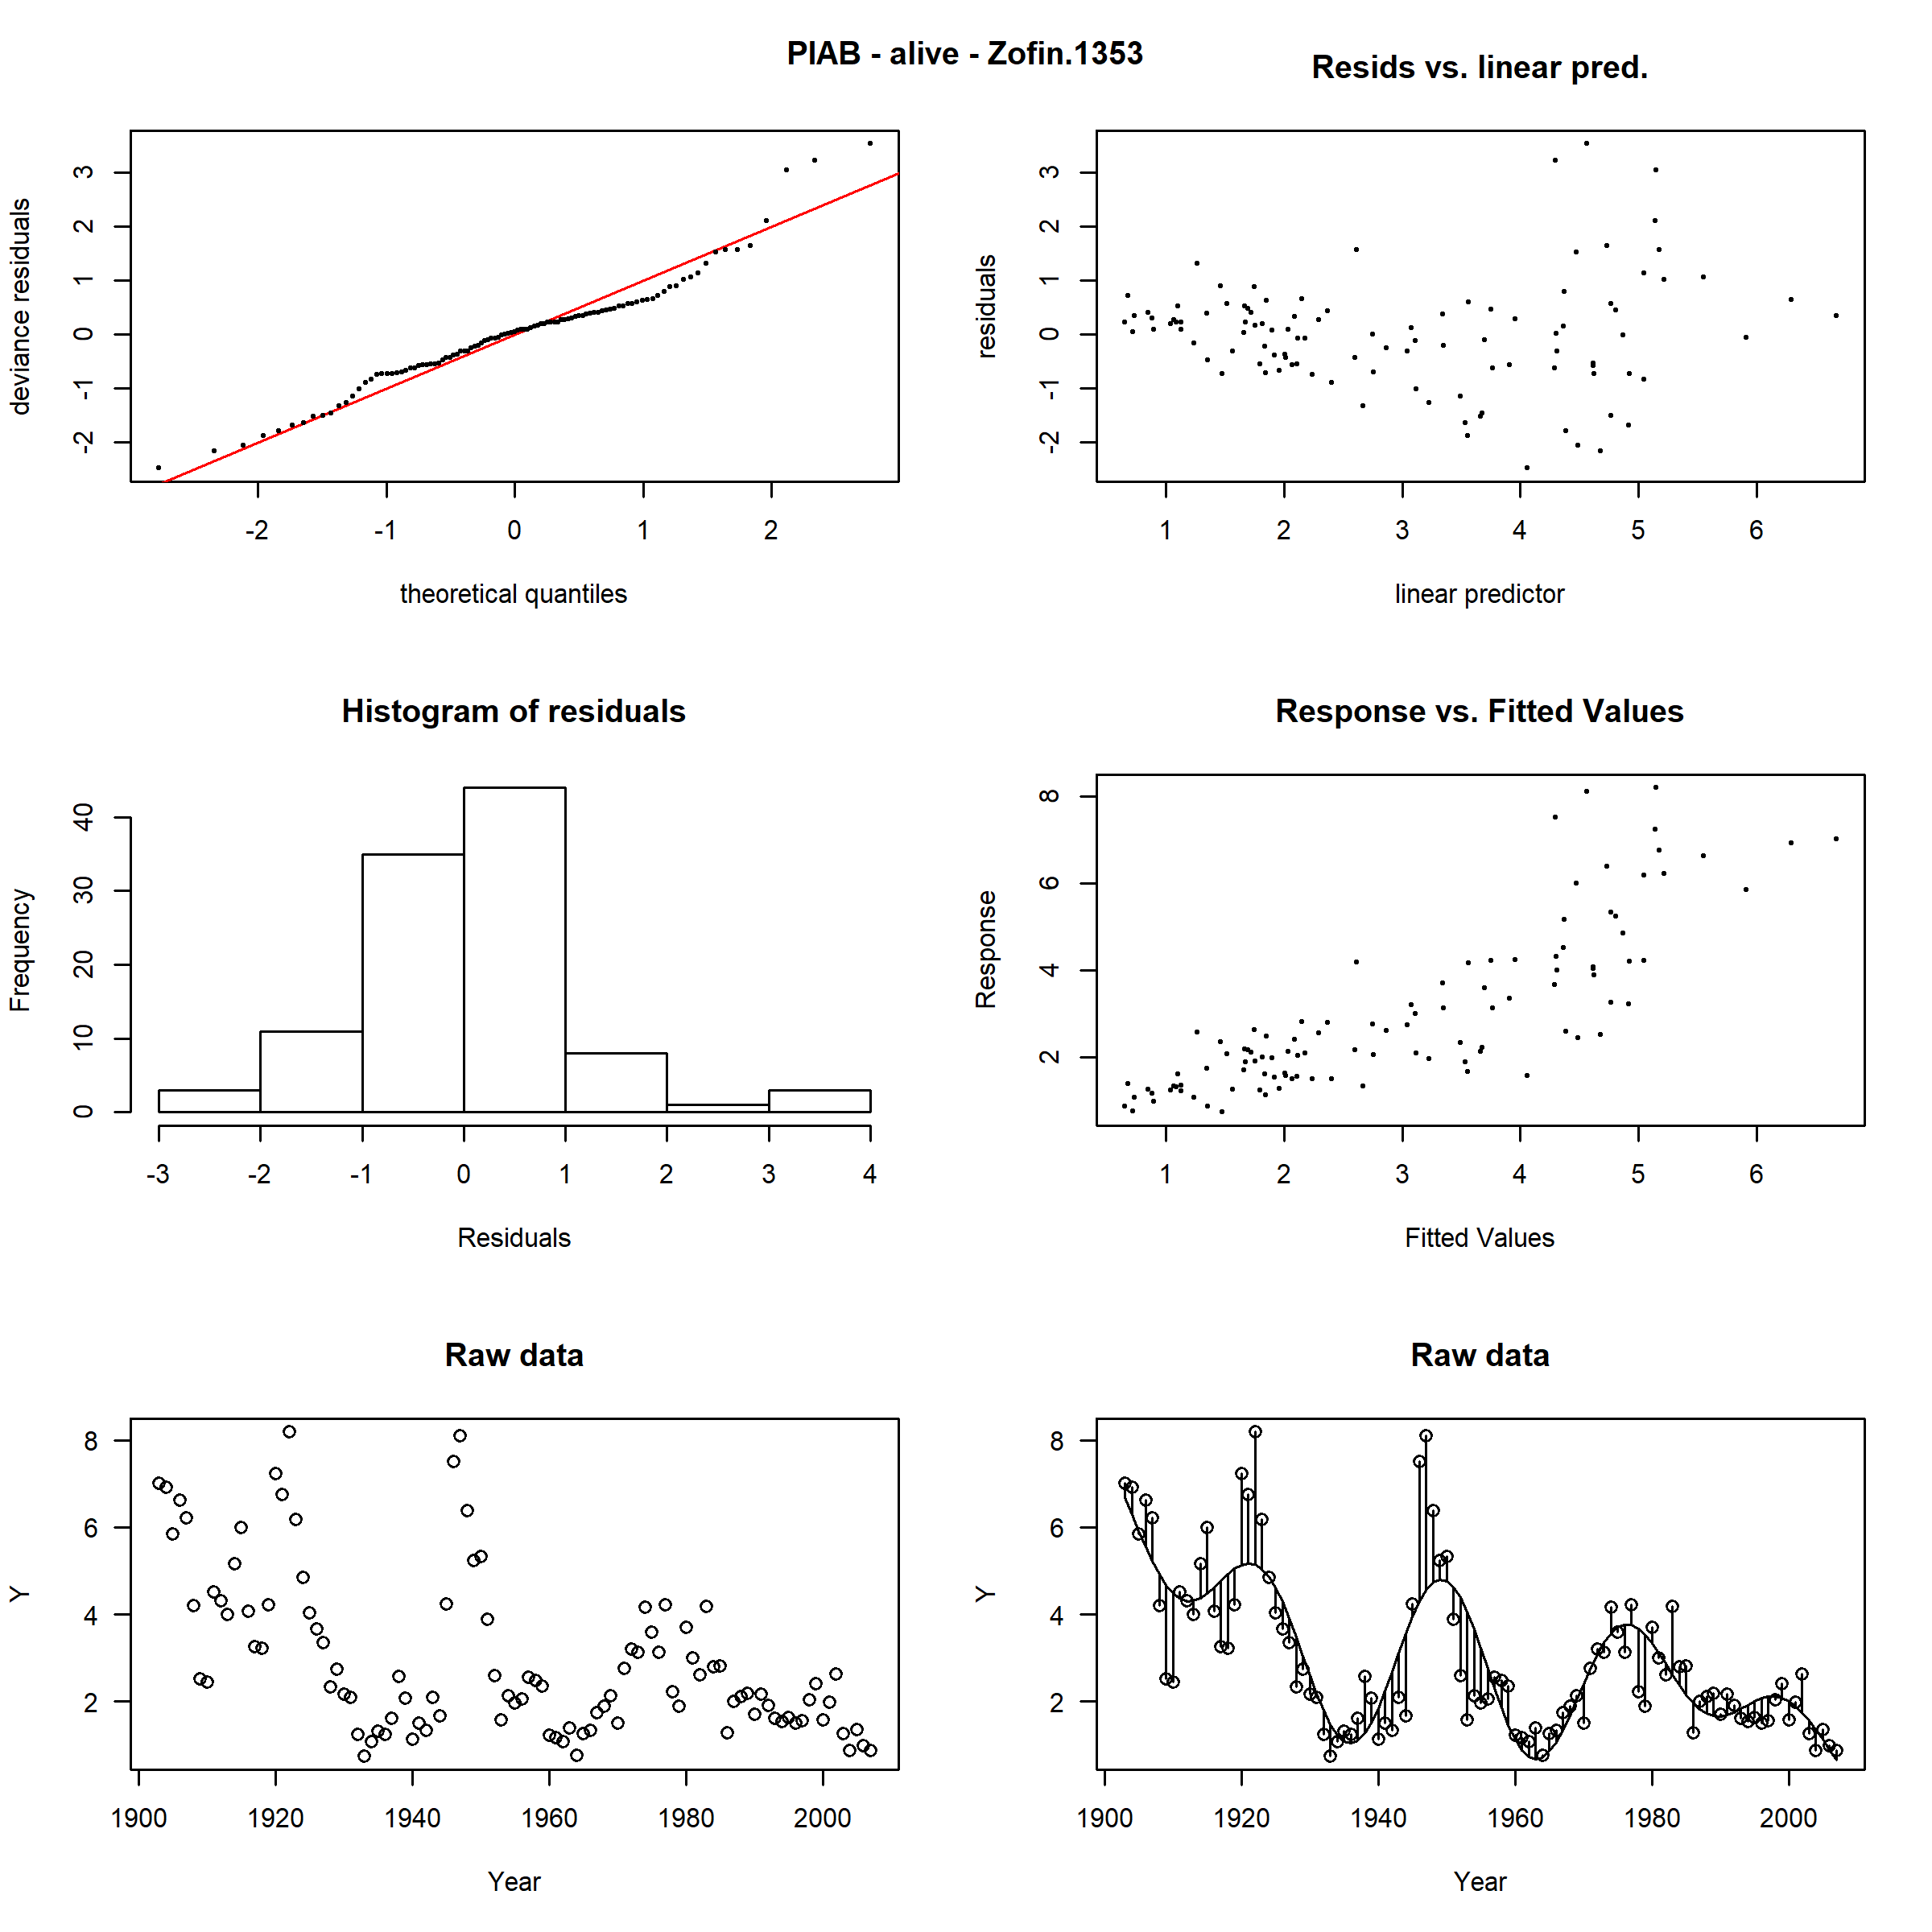 PIAB - alive - Zofin.1353
Resids vs. linear pred.
deviance residuals
3
2
1
0
-1
-2
-2 -1 0 1 2
theoretical quantiles
residuals
3
2
1
0
-1
-2
1 2 3 4 5 6
linear predictor
Histogram of residuals
Frequency
40
30
20
10
0
-3 -2 -1 0 1 2 3 4
Residuals
Response vs. Fitted Values
Response
8
6
4
2
1 2 3 4 5 6
Fitted Values
Raw data
Y
8
6
4
2
1900 1920 1940 1960 1980 2000
Year
Raw data
Y
8
6
4
2
1900 1920 1940 1960 1980 2000
Year